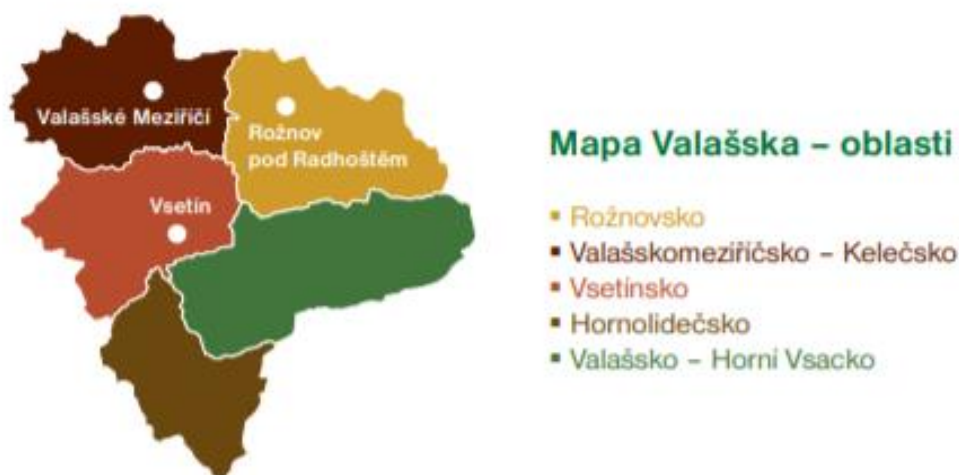 Valašské Meziříčí
Rožnov
pod Radhoštěm
Vsetín
Mapa Valašska – oblasti
▪ Rožnovsko
▪ Valašskomeziříčsko – Kelečsko
▪ Vsetínsko
▪ Hornolidečsko
▪ Valašsko – Horní Vsacko